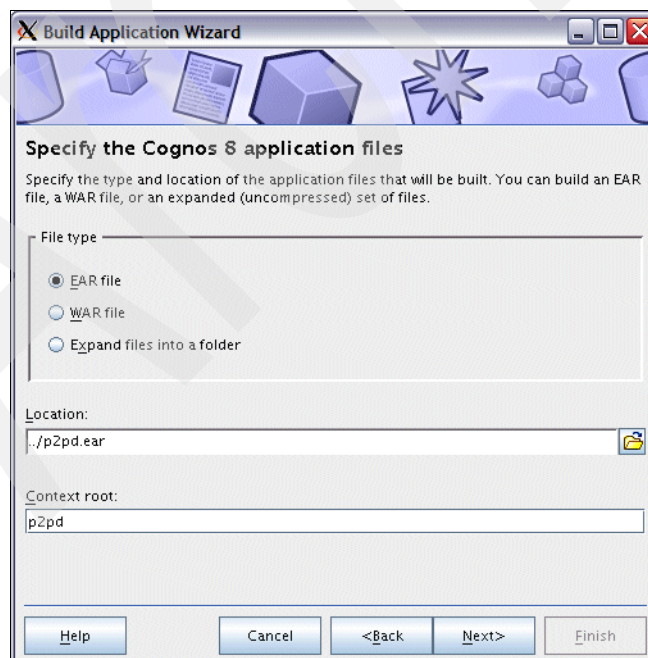 Build Application Wizard
Specify the Cognos 8 application files
Specify the type and location of the application files that will be built. You can build an EAR
file, a WAR file, or an expanded (uncompressed) set of files.
File type
EAR file
WAR file
Expand files into a folder
Location:
../p2pd.ear
Context root:
p2pd
Help
Cancel
<Back
Next>
Finish